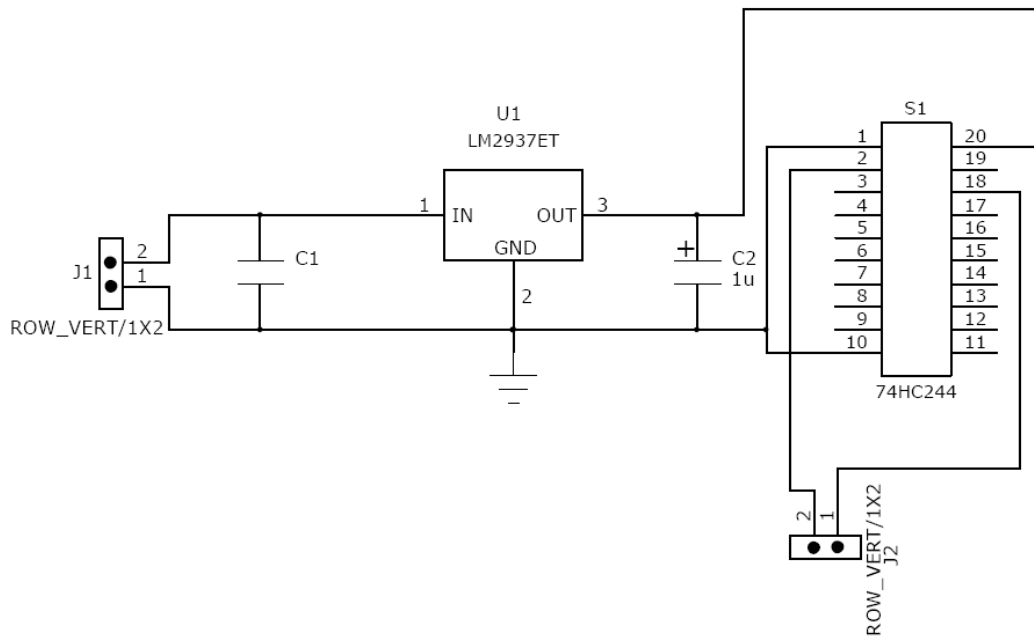 U1
LM2937ET
1
IN
OUT
3
GND
2
J1
2
1
ROW_VERT/1X2
C1
+
C2
1u
S1
1
20
2
19
3
18
4
17
5
16
6
15
7
14
8
13
9
12
10
11
74HC244
2
1
ROW_VERT/1X2
J2